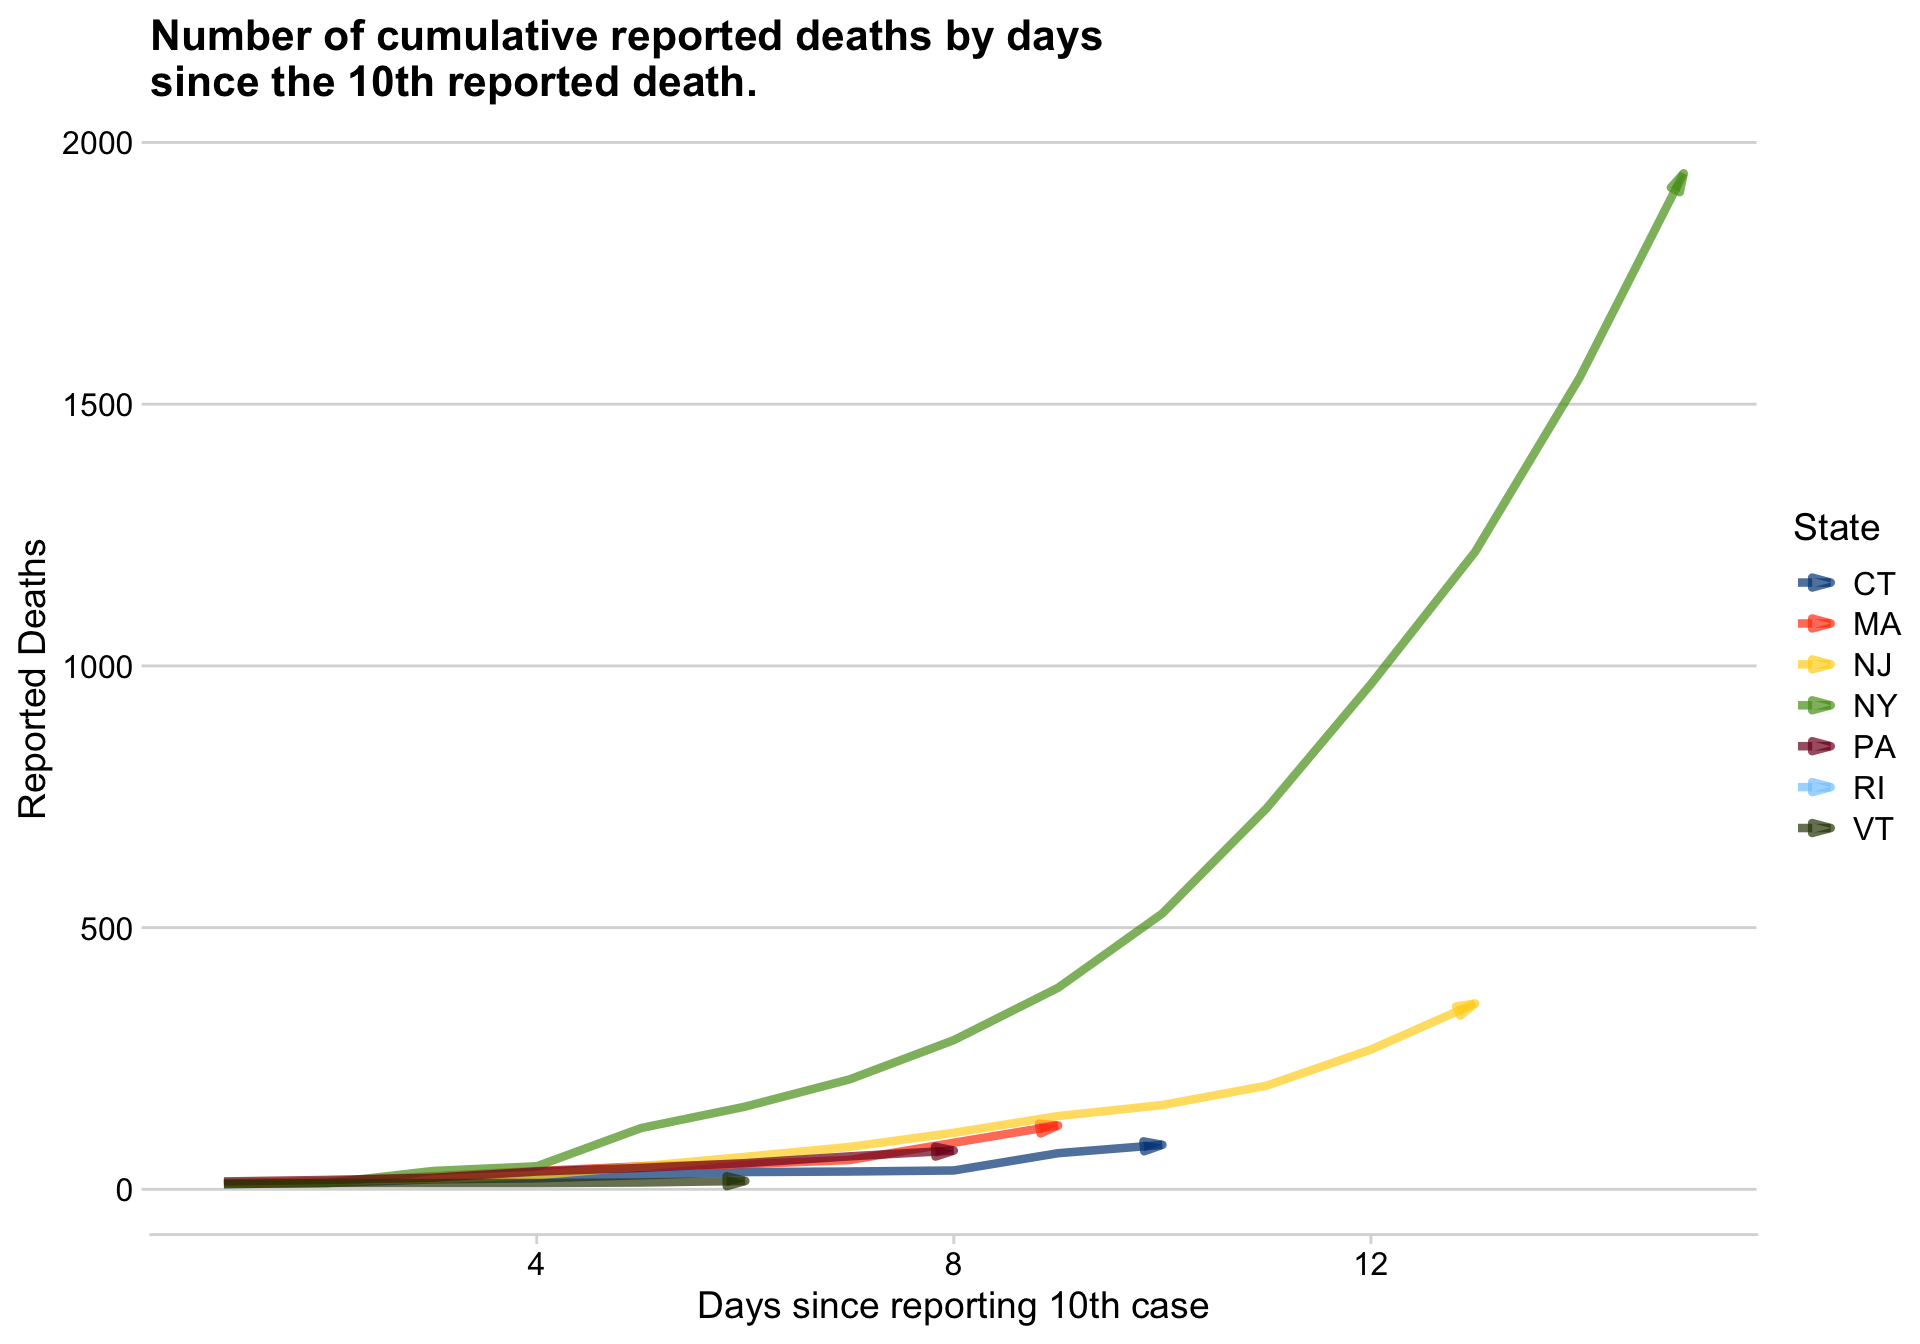 Number of cumulative reported deaths by days
since the 10th reported death.
2000
1500
1000
500
0
Reported Deaths
4
8
12
Days since reporting 10th case
State
CT
MA
NJ
NY
PA
RI
VT